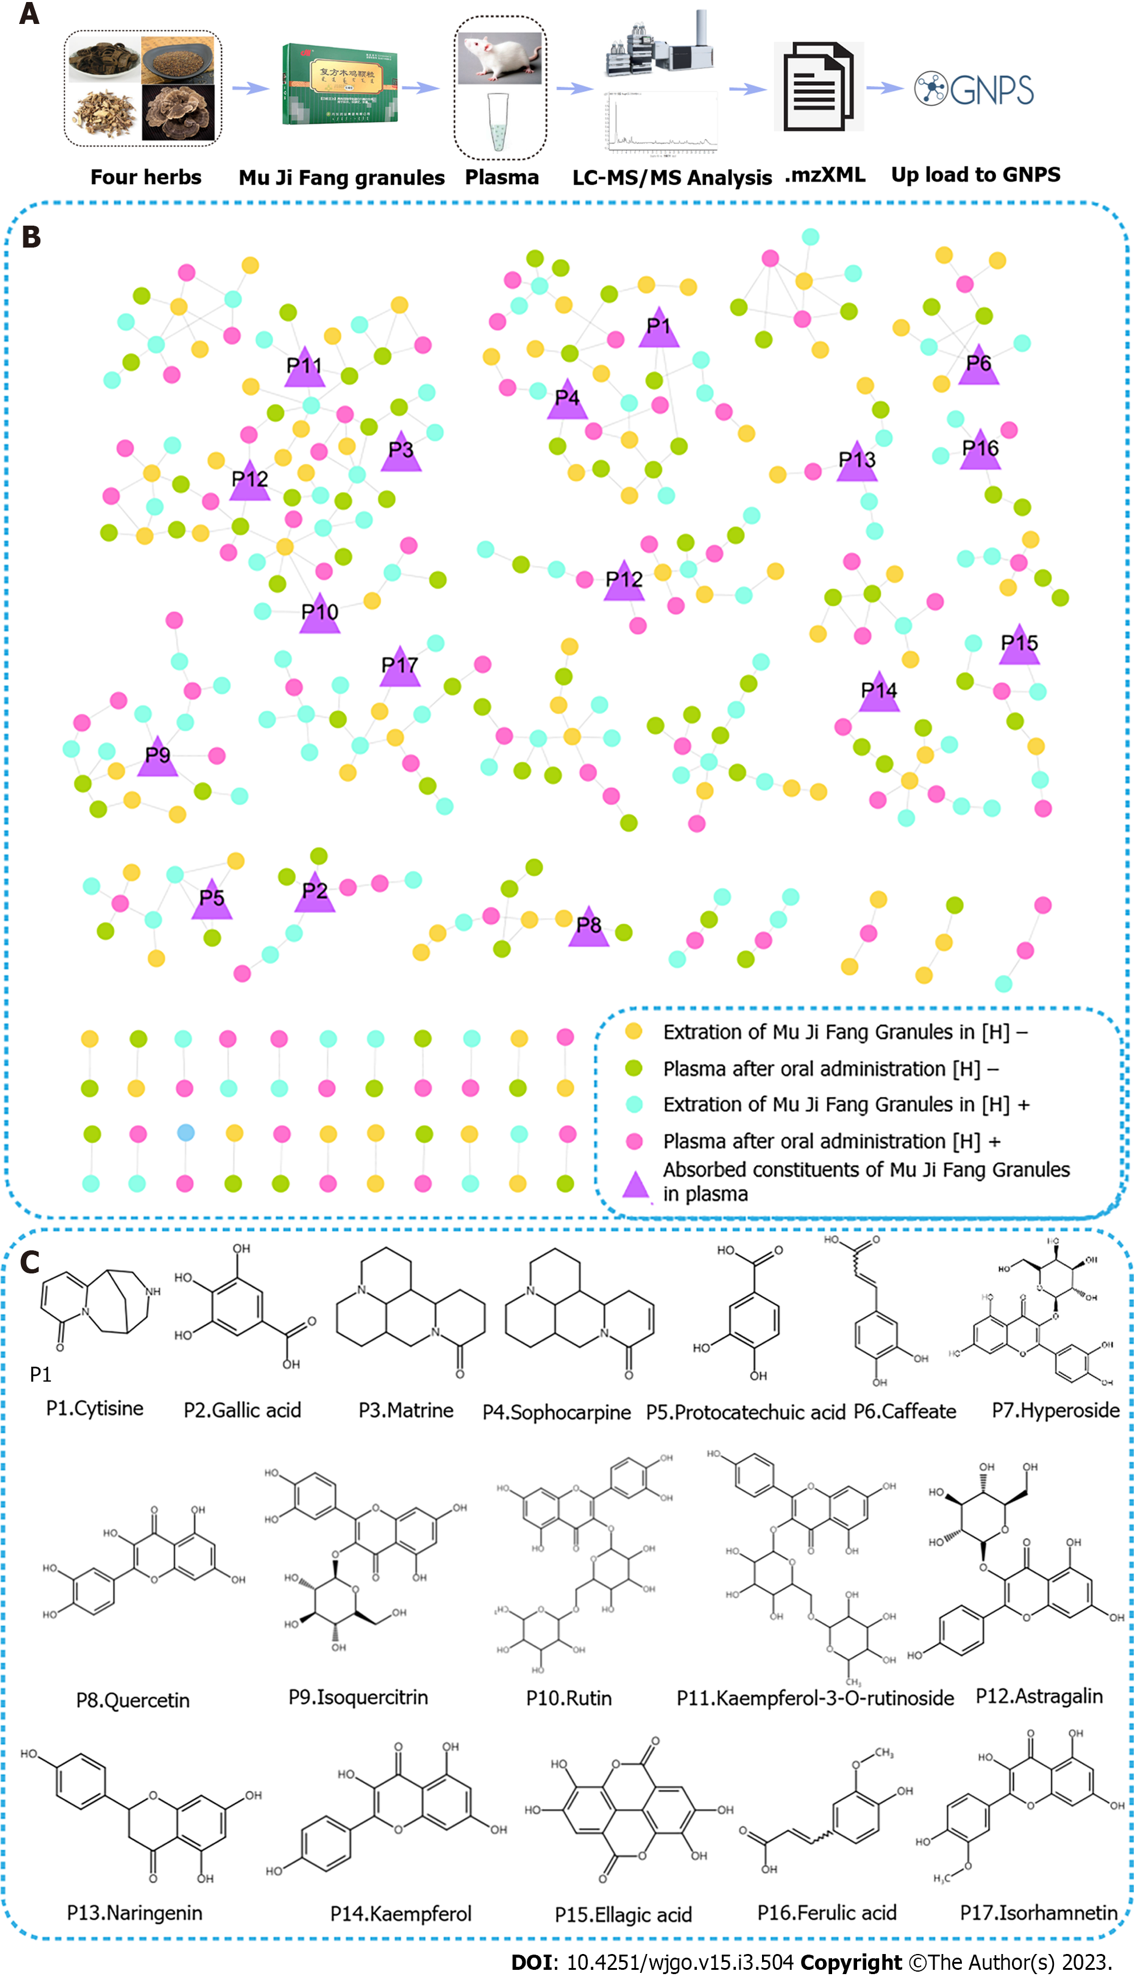 A
复方木鸡颗粒
GNPS
Four herbs
Mu Ji Fang granules
Plasma
LC-MS/MS Analysis
.mzXML
Up load to GNPS
B
P11
P3
P12
P10
P1
P4
P6
P13
P16
P12
P17
P9
P14
P15
P5
P2
P8
Extration of Mu Ji Fang Granules in [H] –
Plasma after oral administration [H] –
Extration of Mu Ji Fang Granules in [H] +
Plasma after oral administration [H] +
Absorbed constituents of Mu Ji Fang Granules
in plasma
C
P1
P1.Cytisine
P2.Gallic acid
P3.Matrine
P4.Sophocarpine
P5.Protocatechuic acid
P6.Caffeate
P7.Hyperoside
P8.Quercetin
P9.Isoquercitrin
P10.Rutin
P11.Kaempferol-3-O-rutinoside
P12.Astragalin
P13.Naringenin
P14.Kaempferol
P15.Ellagic acid
P16.Ferulic acid
P17.Isorhamnetin
DOI: 10.4251/wjgo.v15.i3.504 Copyright ©The Author(s) 2023.